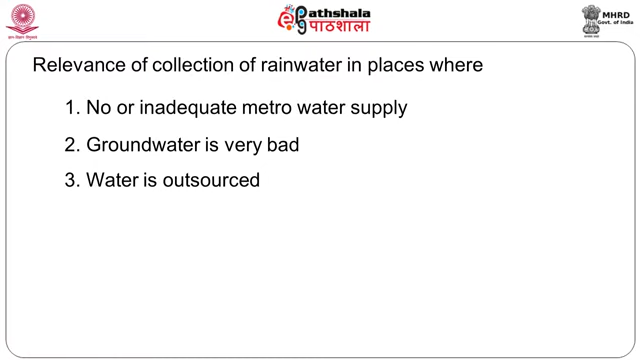 Pathshala
पाठशाला
MHRD
Govt. of India
Relevance of collection of rainwater in places where
1. No or inadequate metro water supply
2. Groundwater is very bad
3. Water is outsourced